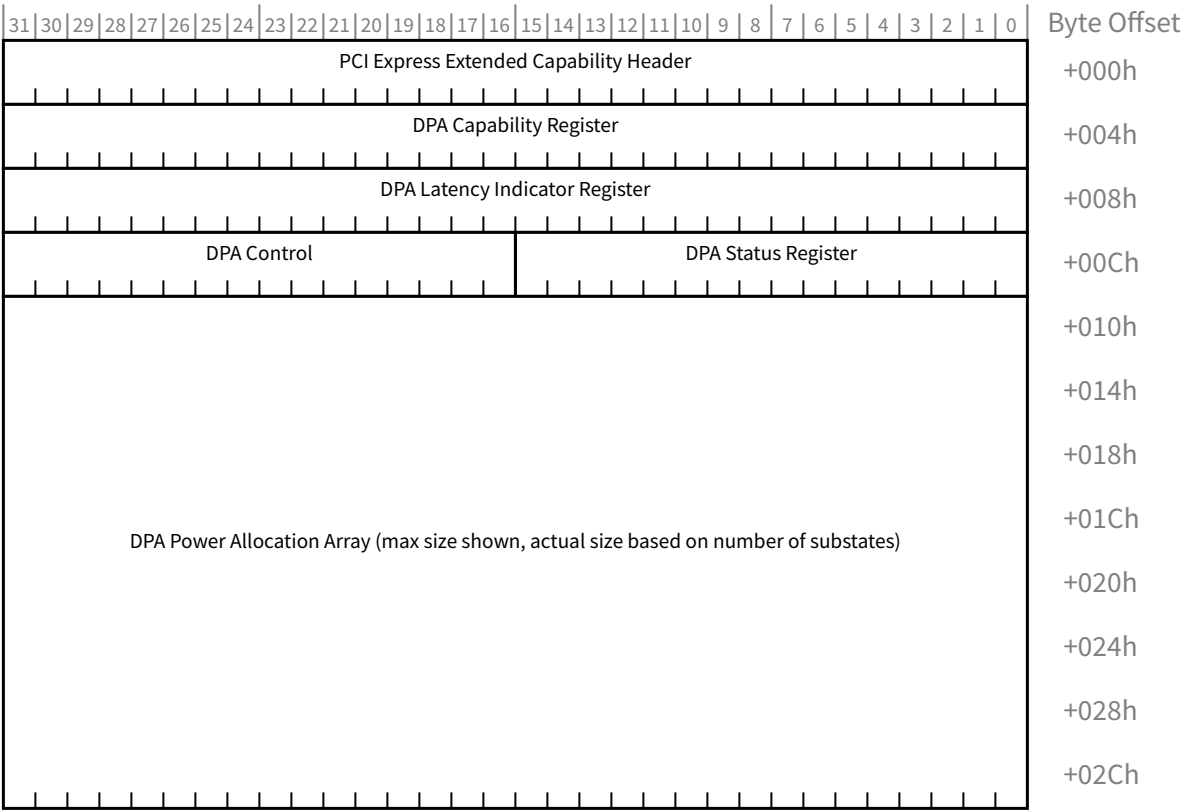 31 30 29 28 27 26 25 24 23 22 21 20 19 18 17 16 15 14 13 12 11 10 9 8 7 6 5 4 3 2 1 0 Byte Offset
PCI Express Extended Capability Header +000h
DPA Capability Register +004h
DPA Latency Indicator Register +008h
DPA Control DPA Status Register +00Ch
+010h
+014h
+018h
+01Ch
DPA Power Allocation Array (max size shown, actual size based on number of substates)
+020h
+024h
+028h
+02Ch